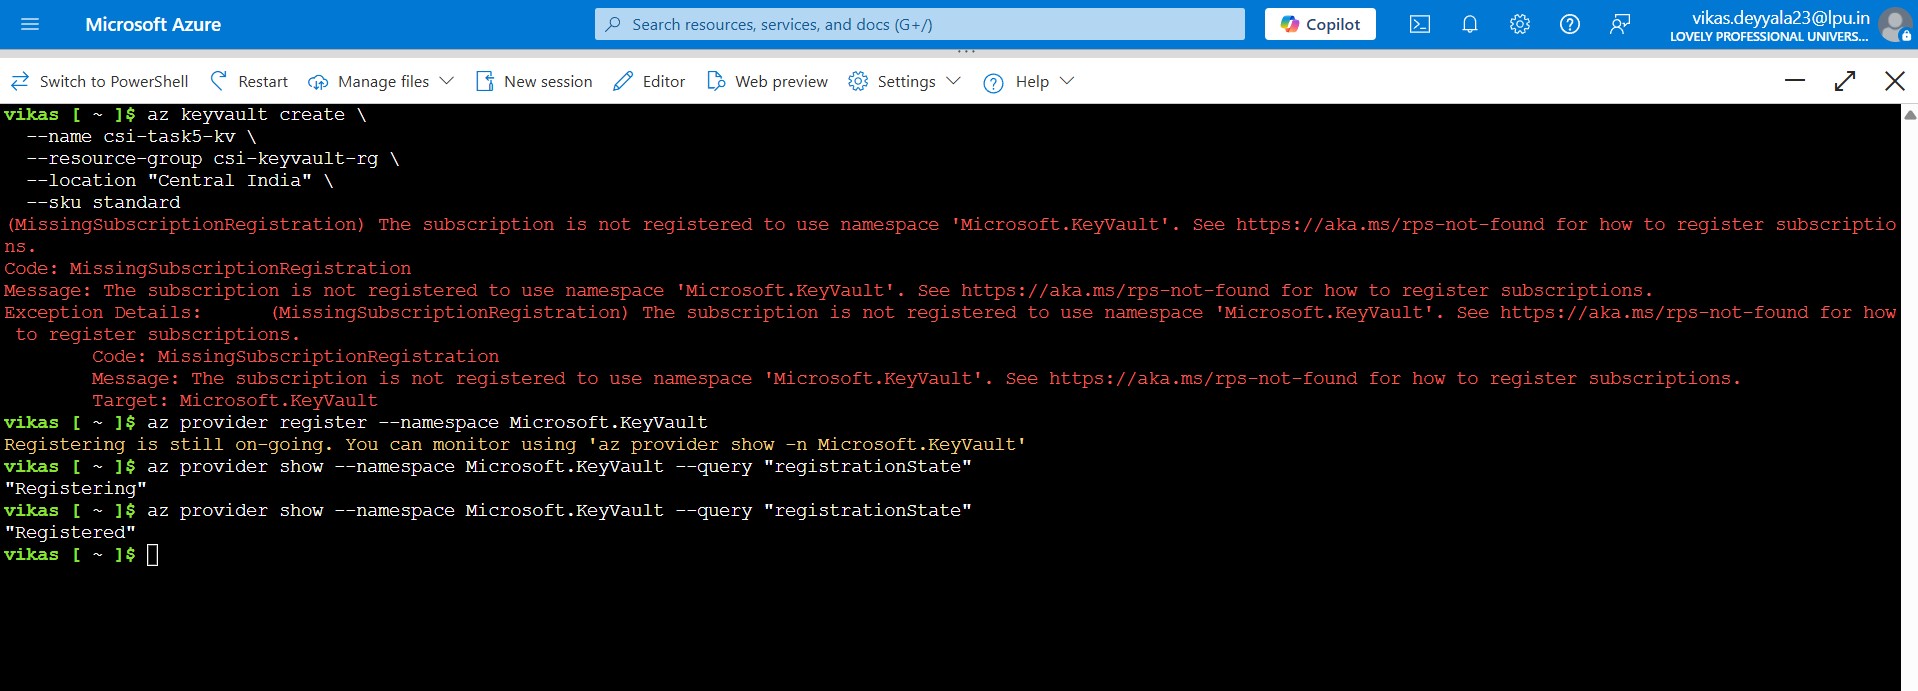 Microsoft Azure
Search resources, services, and docs (G+/)
Copilot
vikas.deyyala23@lpu.in
LOVELY PROFESSIONAL UNIVERS...
Switch to PowerShell
Restart
Manage files
New session
Editor
Web preview
Settings
Help
vikas [ ~ ]$ az keyvault create \
  --name csi-task5-kv \
  --resource-group csi-keyvault-rg \
  --location "Central India" \
  --sku standard
(MissingSubscriptionRegistration) The subscription is not registered to use namespace 'Microsoft.KeyVault'. See https://aka.ms/rps-not-found for how to register subscriptio
ns.
Code: MissingSubscriptionRegistration
Message: The subscription is not registered to use namespace 'Microsoft.KeyVault'. See https://aka.ms/rps-not-found for how to register subscriptions.
Exception Details:      (MissingSubscriptionRegistration) The subscription is not registered to use namespace 'Microsoft.KeyVault'. See https://aka.ms/rps-not-found for how
 to register subscriptions.
        Code: MissingSubscriptionRegistration
        Message: The subscription is not registered to use namespace 'Microsoft.KeyVault'. See https://aka.ms/rps-not-found for how to register subscriptions.
        Target: Microsoft.KeyVault
vikas [ ~ ]$ az provider register --namespace Microsoft.KeyVault
Registering is still on-going. You can monitor using 'az provider show -n Microsoft.KeyVault'
vikas [ ~ ]$ az provider show --namespace Microsoft.KeyVault --query "registrationState"
"Registering"
vikas [ ~ ]$ az provider show --namespace Microsoft.KeyVault --query "registrationState"
"Registered"
vikas [ ~ ]$